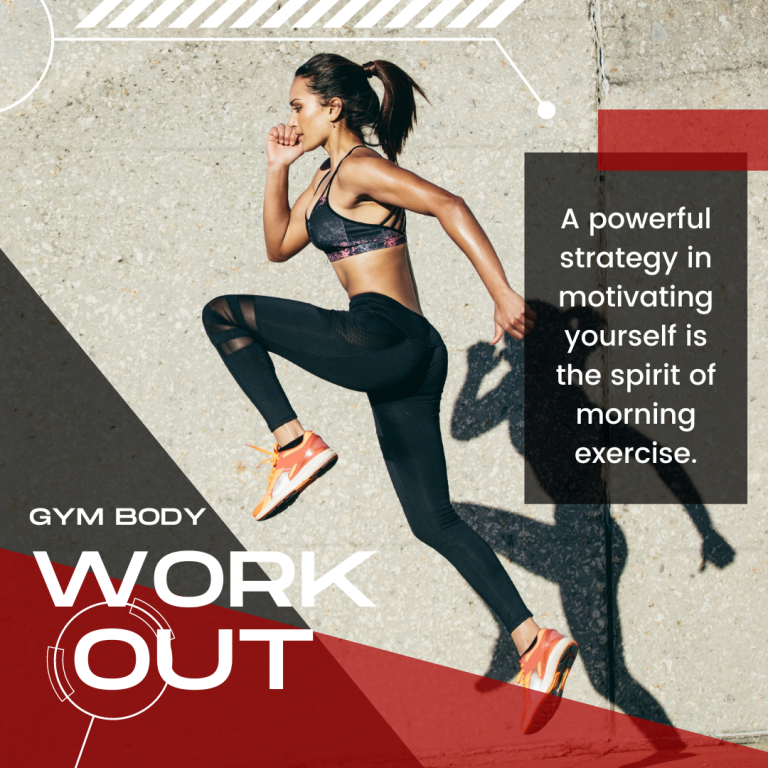 A powerful
strategy in
motivating
yourself is
the spirit of
morning
exercise.
GYM BODY
WORK
OUT